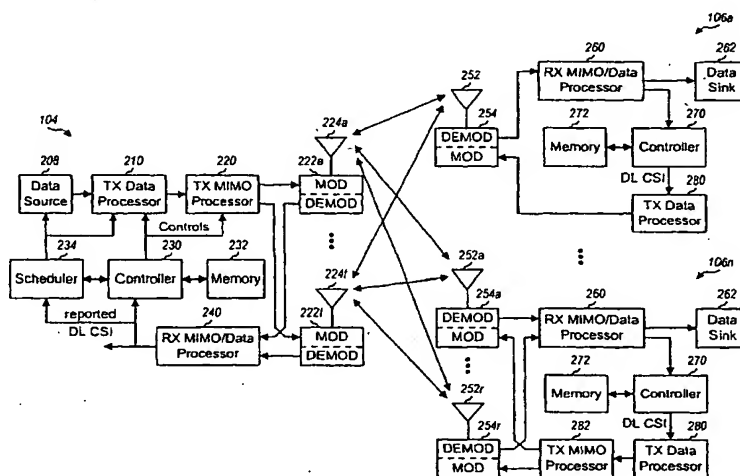 106a
260
262
RX MIMO/Data
Processor
Data
Sink
252
254
DEMOD
MOD
272
270
Memory
Controller
DL CSI
280
TX Data
Processor
104
224a
208
210
220
222a
Data
Source
TX Data
Processor
TX MIMO
Processor
MOD
DEMOD
Controls
234
230
232
Scheduler
Controller
Memory
reported
DL CSI
240
RX MIMO/Data
Processor
224t
222t
MOD
DEMOD
106n
252a
254a
DEMOD
MOD
260
262
RX MIMO/Data
Processor
Data
Sink
272
270
Memory
Controller
DL CSI
252r
254r
DEMOD
MOD
282
280
TX MIMO
Processor
TX Data
Processor